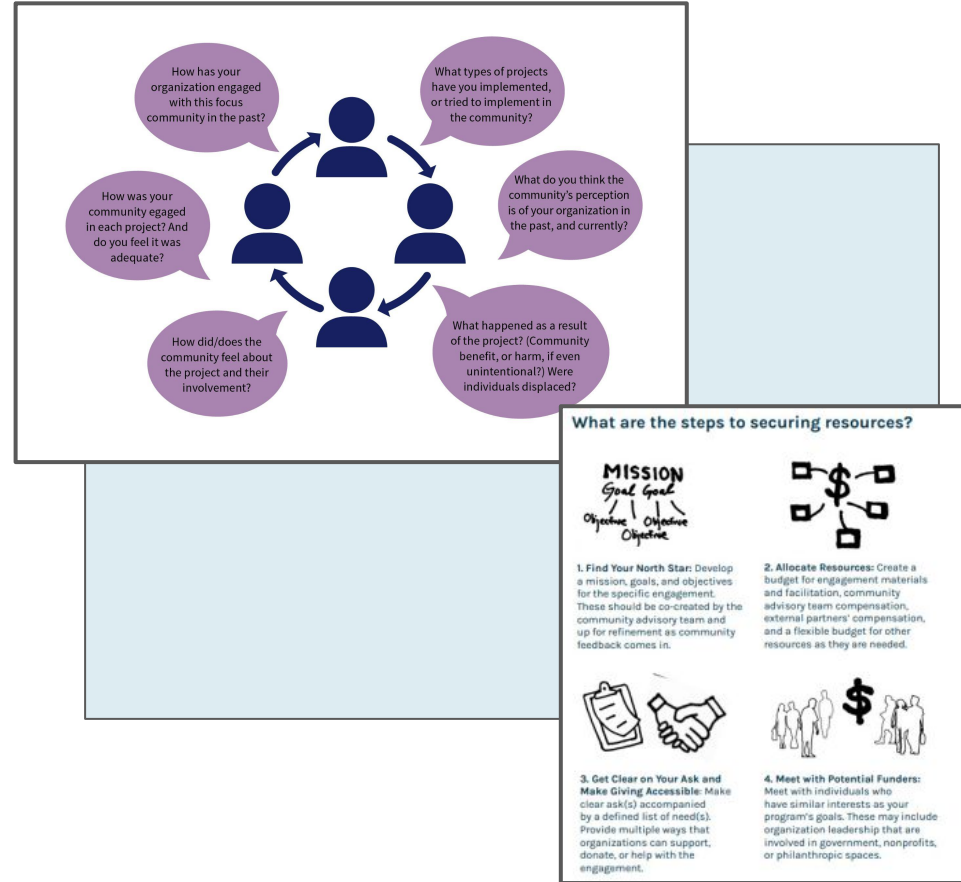 How has your
organization engaged
with this focus
community in the past?
What types of projects
have you implemented,
or tried to implement in
the community?
What do you think the
community's perception
is of your organization in
the past, and currently?
What happened as a result
of the project? (Community
benefit, or harm, if even
unintentional?) Were
individuals displaced?
How did/does the
community feel about
the project and their
involvement?
How was your
community egaged
in each project? And
do you feel it was
adequate?
What are the steps to securing resources?
MISSION
Goal Goal
Objective Objective
Objective
1. Find Your North Star: Develop
a mission, goals, and objectives
for the specific engagement.
These should be co-created by the
community advisory team and
up for refinement as community
feedback comes in.
$
2. Allocate Resources: Create a
budget for engagement materials
and facilitation, community
advisory team compensation,
external partners' compensation,
and a flexible budget for other
resources as they are needed.
3. Get Clear on Your Ask and
Make Giving Accessible: Make
clear ask(s) accompanied
by a defined list of need(s).
Provide multiple ways that
organizations can support,
donate, or help with the
engagement.
$
4. Meet with Potential Funders:
Meet with individuals who
have similar interests as your
program's goals. These may include
organization leadership that are
involved in government, nonprofits,
or philanthropic spaces.